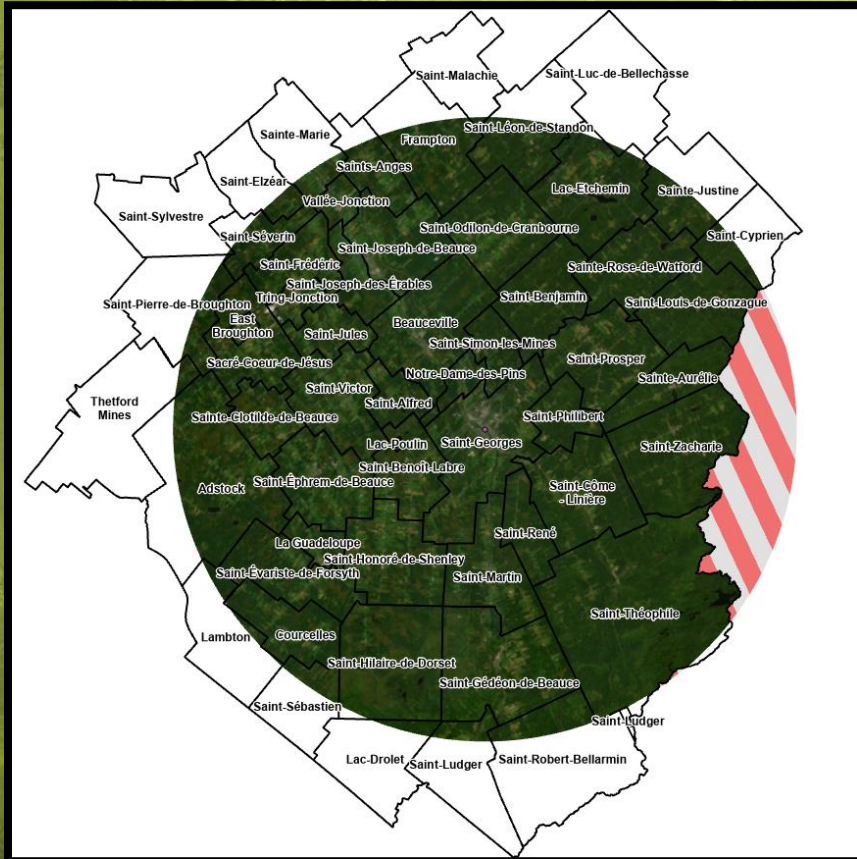 Saint-Malachie
Saint-Luc-de-Bellechasse
Saint-Léon-de-Standon
Sainte-Marie
Frampton
Saints-Anges
Saint-Elzéar
Lac-Etchemin
Sainte-Justine
Vallée-Jonction
Saint-Sylvestre
Saint-Odilon-de-Cranbourne
Saint-Séverin
Saint-Cyprien
Saint-Joseph-de-Beauce
Saint-Frédéric
Sainte-Rose-de-Watford
Saint-Joseph-des-Érables
Tring-Jonction
Saint-Benjamin
Saint-Pierre-de-Broughton
Saint-Louis-de-Gonzague
East
Broughton
Beauceville
Saint-Jules
Saint-Simon-les-Mines
Sacré-Coeur-de-Jésus
Saint-Prosper
Notre-Dame-des-Pins
Sainte-Aurélie
Saint-Victor
Thetford
Mines
Saint-Alfred
Sainte-Clotilde-de-Beauce
Saint-Philibert
Lac-Poulin
Saint-Georges
Saint-Zacharie
Saint-Benoît-Labre
Saint-Éphrem-de-Beauce
Adstock
Saint-Côme
- Linière
Saint-René
La Guadeloupe
Saint-Honoré-de-Shenley
Saint-Évariste-de-Forsyth
Saint-Martin
Saint-Théophile
Lambton
Courcelles
Saint-Hilaire-de-Dorset
Saint-Gédéon-de-Beauce
Saint-Sébastien
Saint-Ludger
Lac-Drolet
Saint-Ludger
Saint-Robert-Bellarmin